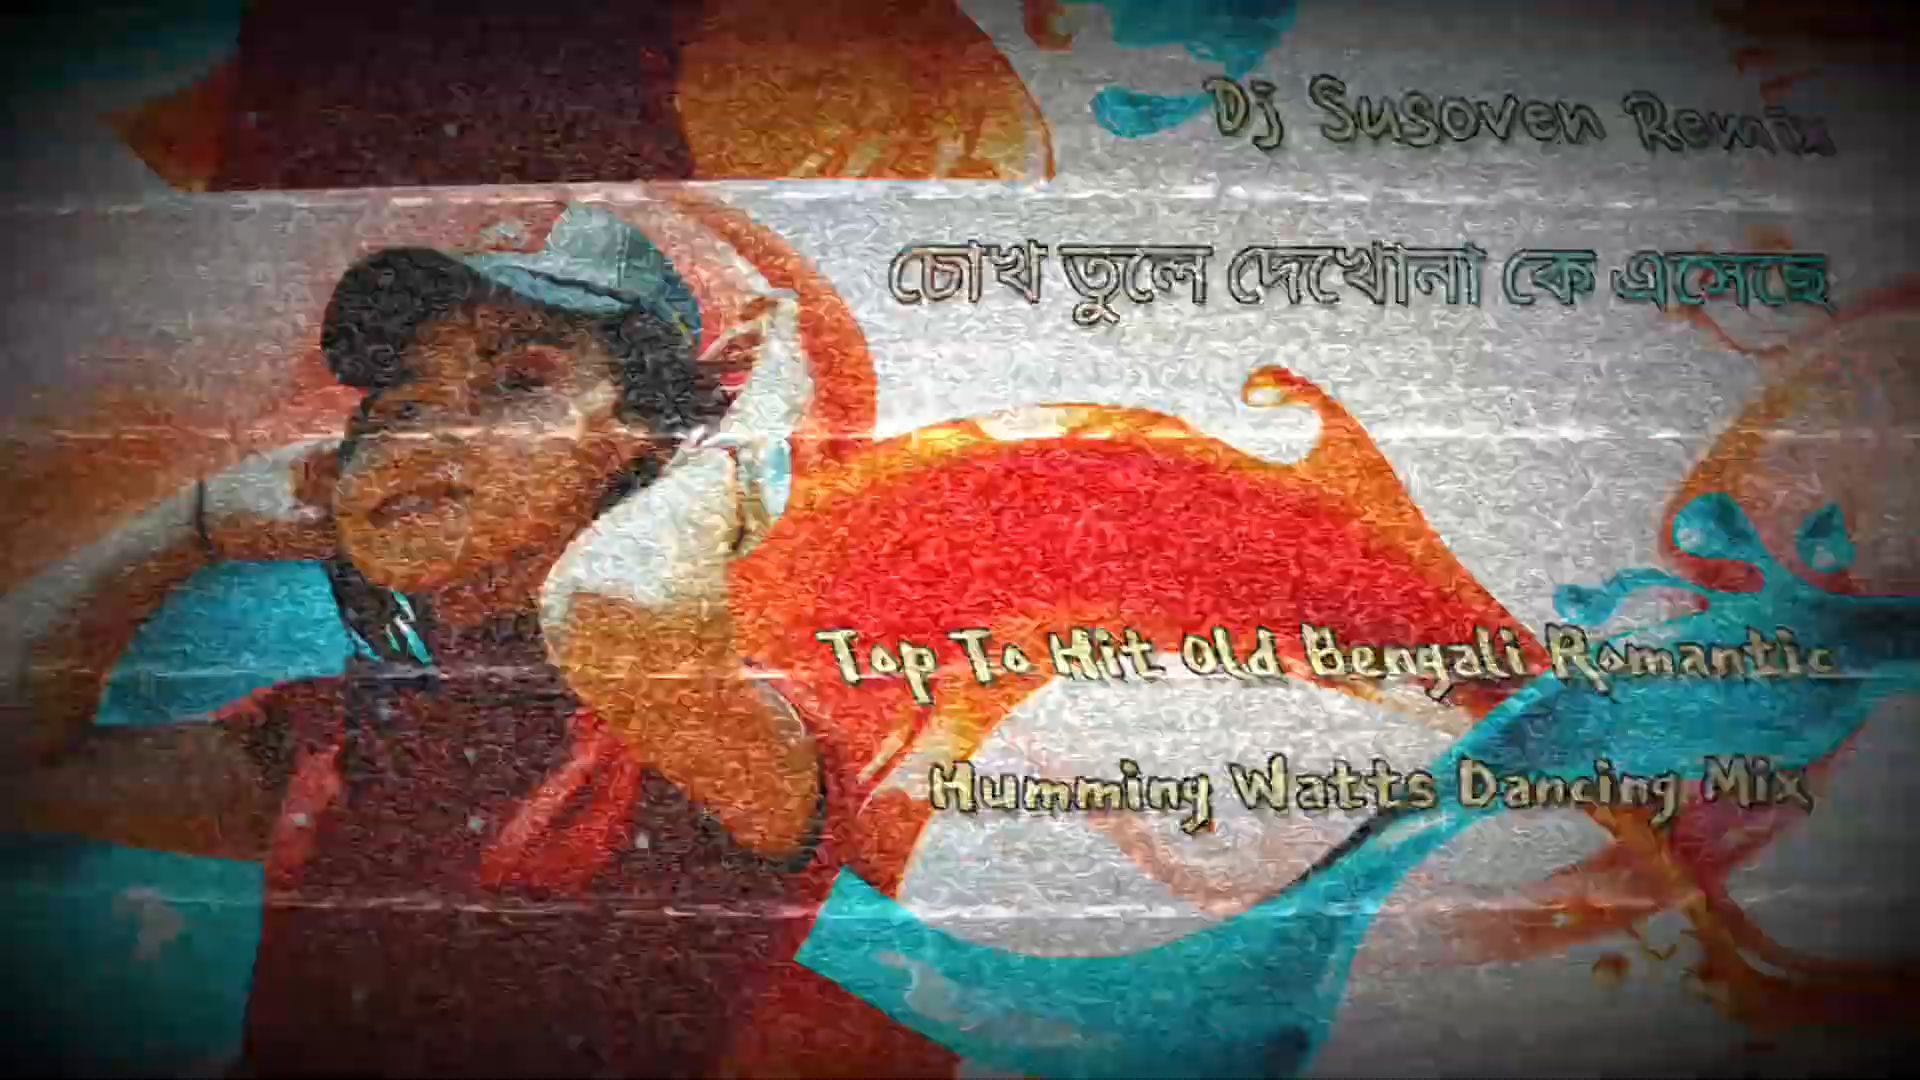 Dj Susoven Remix
চোখ তুলে দেখোনা কে এসেছে
Top To Hit Old Bengali Romantic
Humming Watts Dancing Mix